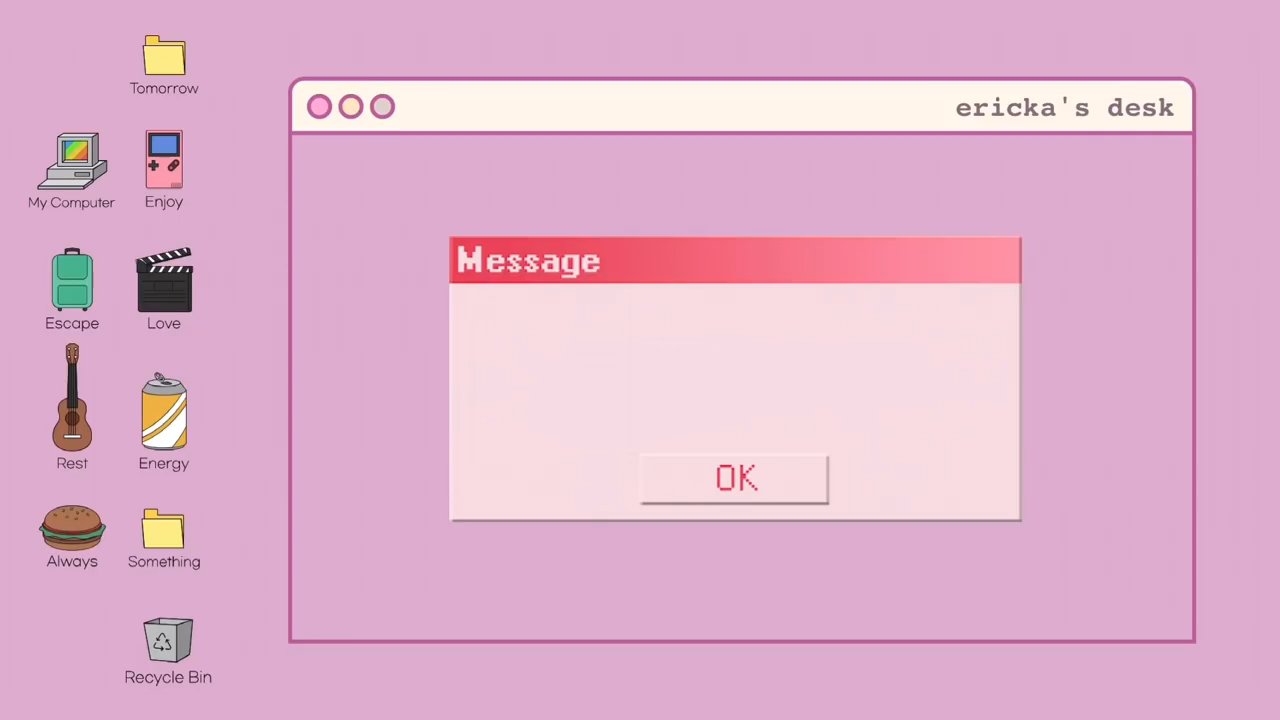 Tomorrow
My Computer
Enjoy
Escape
Love
Rest
Energy
Always
Something
Recycle Bin
ericka's desk
Message
OK